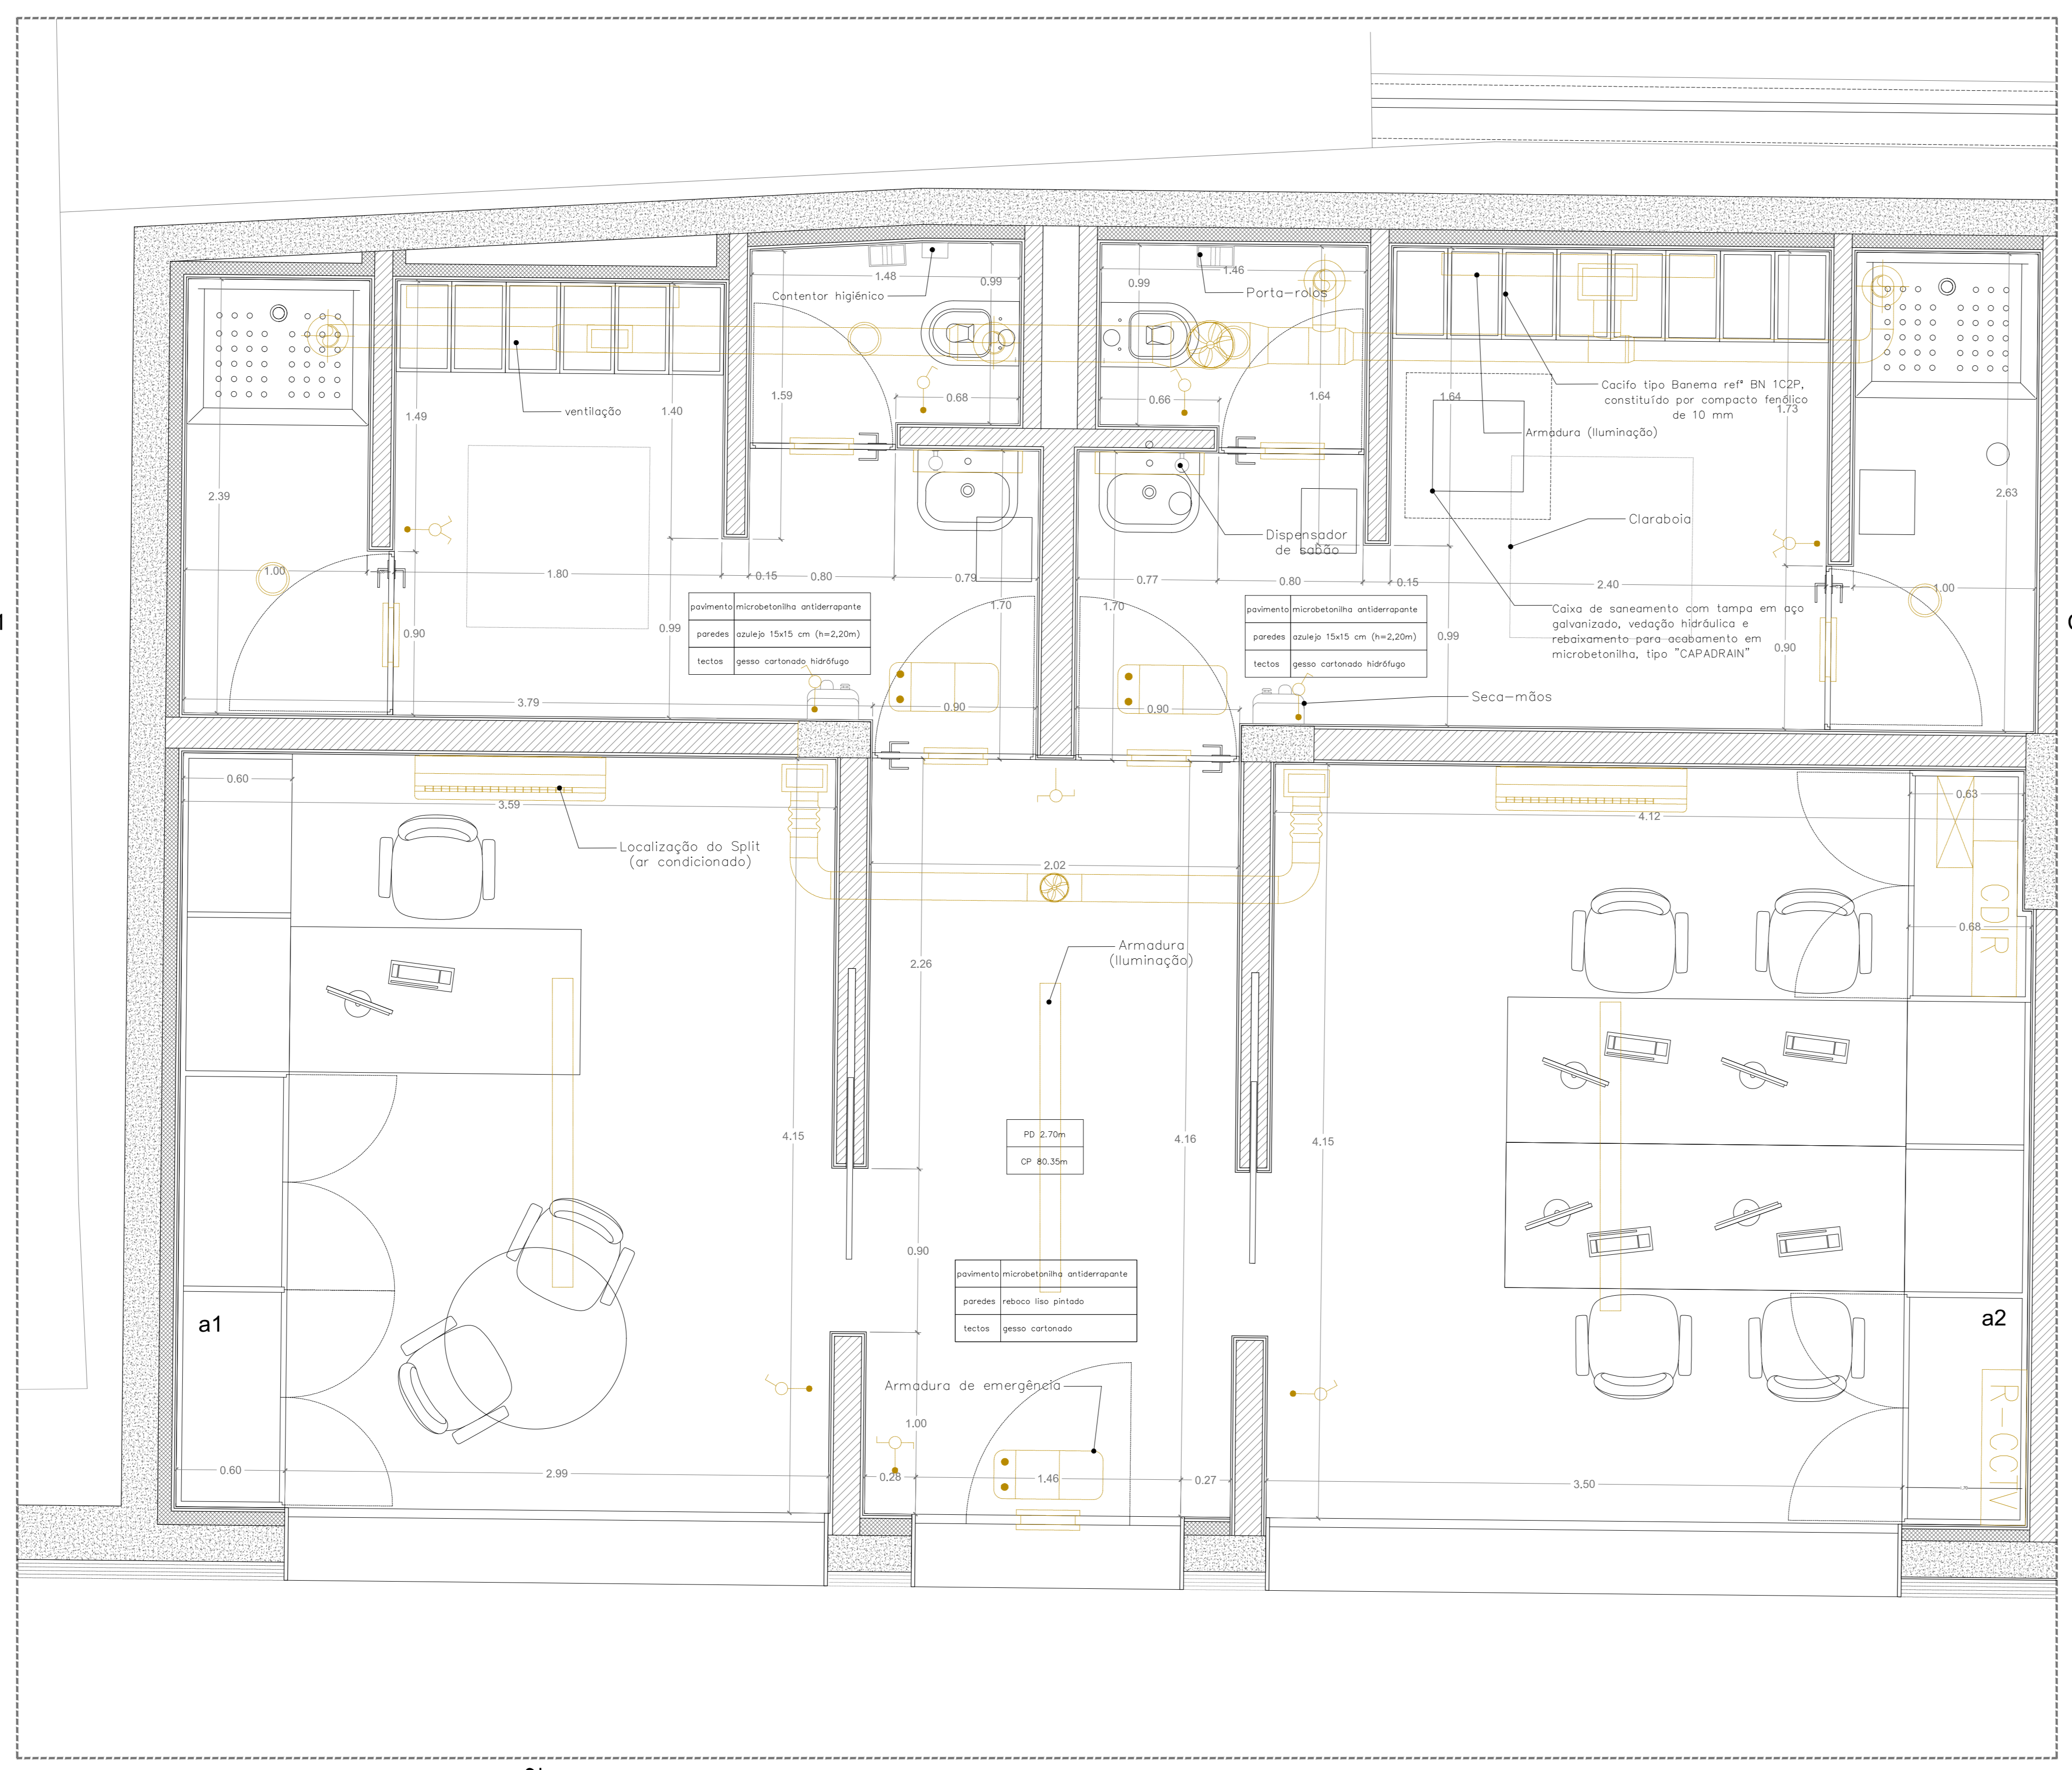 1.48
0.99
Contentor higiénico
0.99
1.46
Porta-rolos
2.39
1.49
ventilação
1.40
1.59
0.68
0.66
1.64
1.64
Cacifo tipo Banema refª BN 1C2P,
constituído por compacto fenólico
de 10 mm
1.73
Armadura (Iluminação)
2.63
Claraboia
Dispensador
de sabão
1.00
1.80
0.15
0.80
0.79
0.77
0.80
0.15
2.40
1.00
1.70
1.70
pavimento microbetonilha antiderrapante
paredes azulejo 15x15 cm (h=2,20m)
tectos gesso cartonado hidrófugo
pavimento microbetonilha antiderrapante
paredes azulejo 15x15 cm (h=2,20m)
tectos gesso cartonado hidrófugo
Caixa de saneamento com tampa em aço
galvanizado, vedação hidráulica e
rebaixamento para acabamento em
microbetonilha, tipo "CAPADRAIN"
0.90
0.99
0.99
0.90
3.79
0.90
0.90
Seca-mãos
0.60
3.59
Localização do Split
(ar condicionado)
2.02
4.12
0.63
CDIR
0.68
2.26
Armadura
(Iluminação)
4.15
PD 2.70m
CP 80.35m
4.16
4.15
0.90
pavimento microbetonilha antiderrapante
paredes reboco liso pintado
tectos gesso cartonado
a1
a2
Armadura de emergência
1.00
R-CCTV
0.60
2.99
0.28
1.46
0.27
3.50